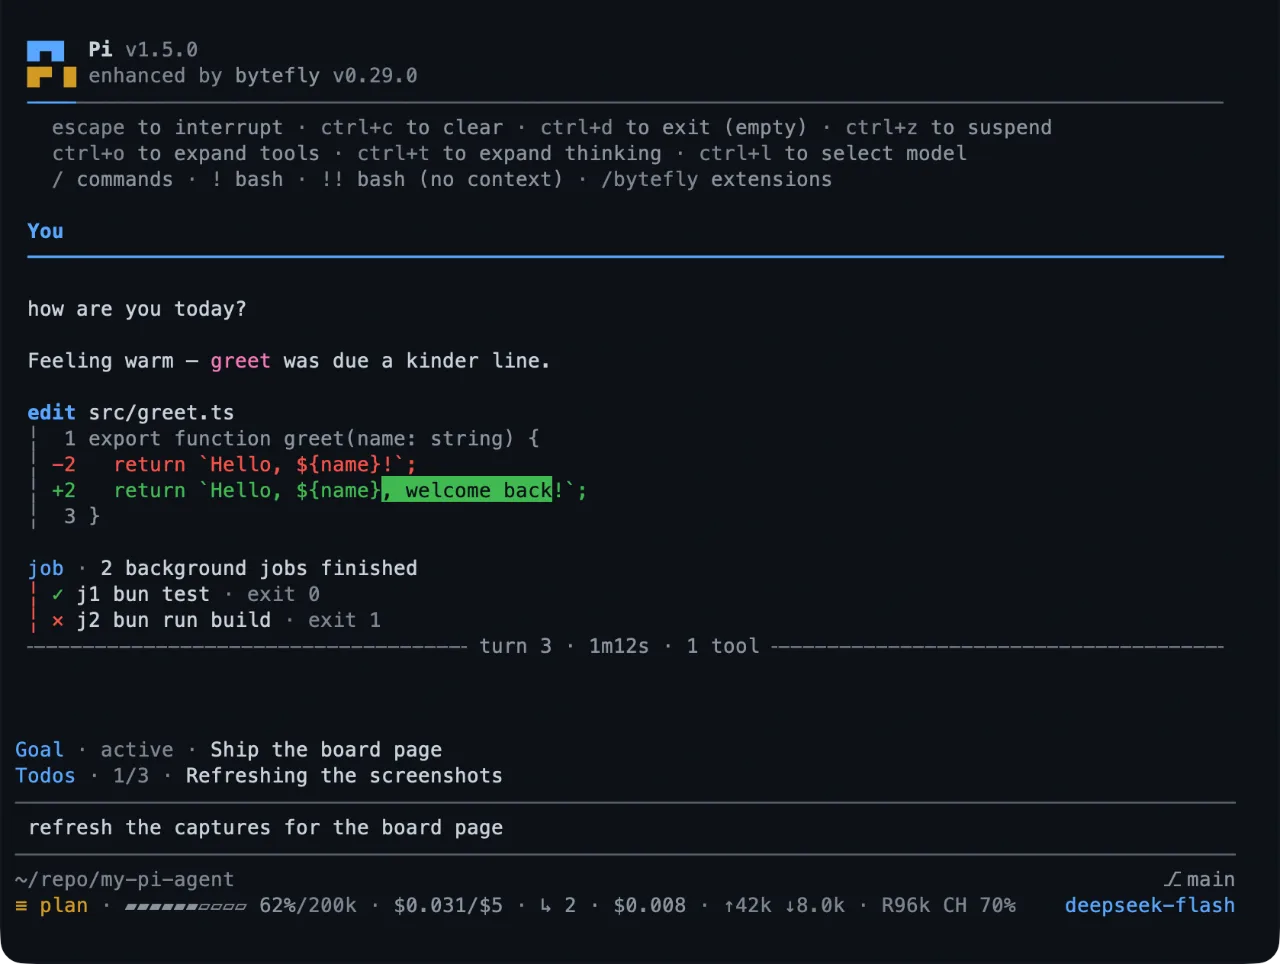 Pi v1.5.0
enhanced by bytefly v0.29.0
escape to interrupt · ctrl+c to clear · ctrl+d to exit (empty) · ctrl+z to suspend
ctrl+o to expand tools · ctrl+t to expand thinking · ctrl+l to select model
/ commands · ! bash · !! bash (no context) · /bytefly extensions
You
how are you today?
Feeling warm — greet was due a kinder line.
edit src/greet.ts
1 export function greet(name: string) {
-2   return `Hello, ${name}!`;
+2   return `Hello, ${name}, welcome back!`;
3 }
job · 2 background jobs finished
✓ j1 bun test · exit 0
× j2 bun run build · exit 1
turn 3 · 1m12s · 1 tool
Goal · active · Ship the board page
Todos · 1/3 · Refreshing the screenshots
refresh the captures for the board page
~/repo/my-pi-agent ⎇ main
≡ plan · ▰▰▰▰▰▰▱▱▱▱ 62%/200k · $0.031/$5 · ↳ 2 · $0.008 · ↑42k ↓8.0k · R96k CH 70% deepseek-flash